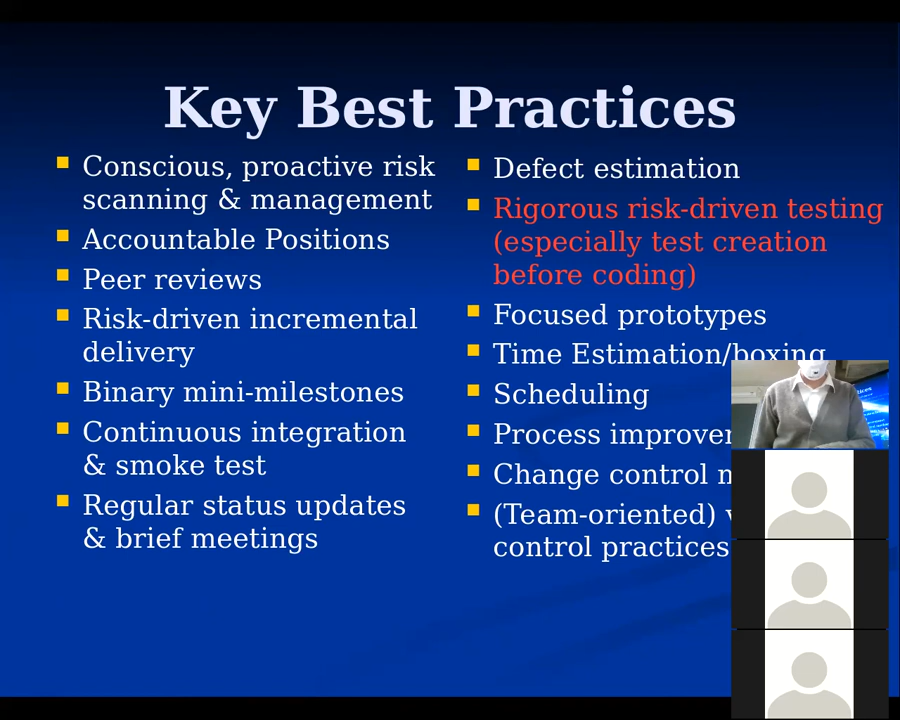 Key Best Practices
Conscious, proactive risk
scanning & management
Accountable Positions
Peer reviews
Risk-driven incremental
delivery
Binary mini-milestones
Continuous integration
& smoke test
Regular status updates
& brief meetings
Defect estimation
Rigorous risk-driven testing
(especially test creation
before coding)
Focused prototypes
Time Estimation/boxing
Scheduling
Process
Change control
(Team-oriented)
control practices